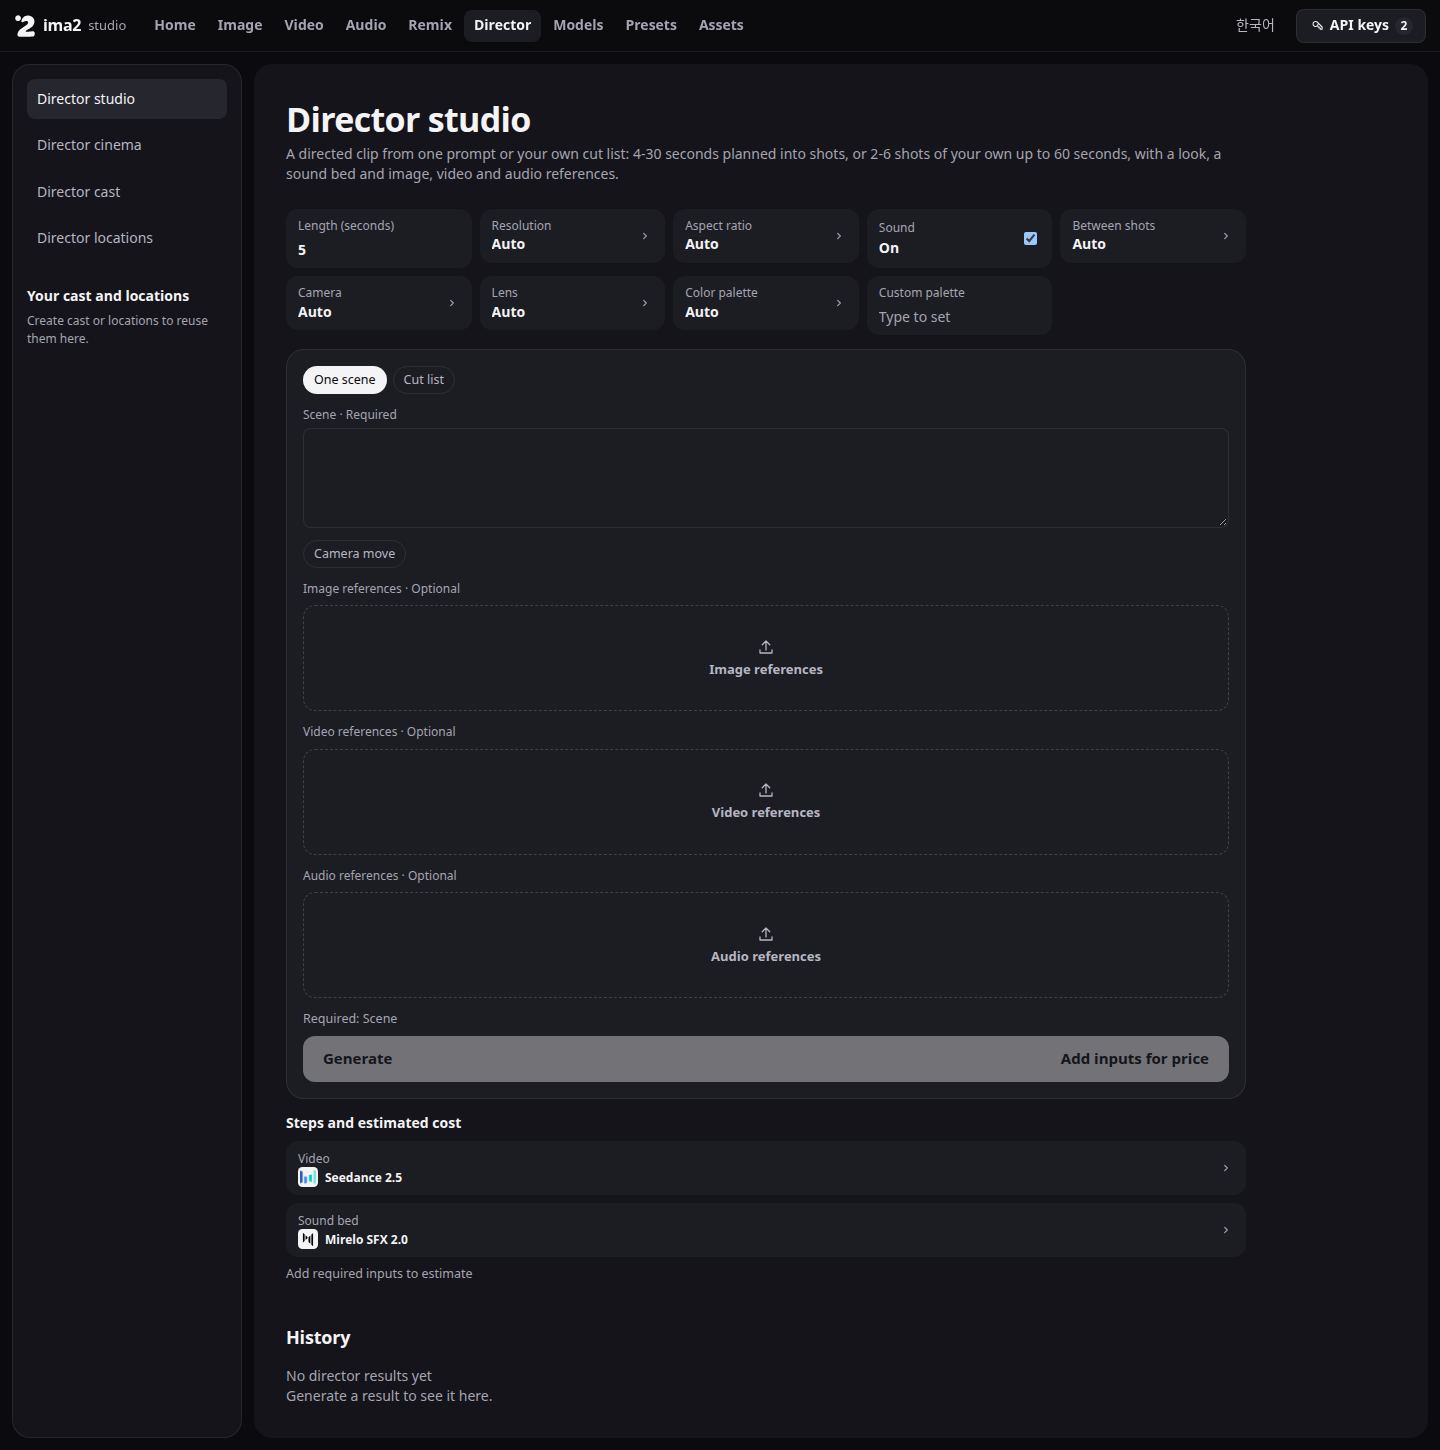 ima2 studio Home Image Video Audio Remix Director Models Presets Assets 한국어 API keys 2
Director studio
Director cinema
Director cast
Director locations
Your cast and locations
Create cast or locations to reuse
them here.
Director studio
A directed clip from one prompt or your own cut list: 4-30 seconds planned into shots, or 2-6 shots of your own up to 60 seconds, with a look, a
sound bed and image, video and audio references.
Length (seconds)
5
Resolution
Auto
Aspect ratio
Auto
Sound
On
Between shots
Auto
Camera
Auto
Lens
Auto
Color palette
Auto
Custom palette
Type to set
One scene Cut list
Scene · Required
Camera move
Image references · Optional
Image references
Video references · Optional
Video references
Audio references · Optional
Audio references
Required: Scene
Generate Add inputs for price
Steps and estimated cost
Video
Seedance 2.5
Sound bed
Mirelo SFX 2.0
Add required inputs to estimate
History
No director results yet
Generate a result to see it here.